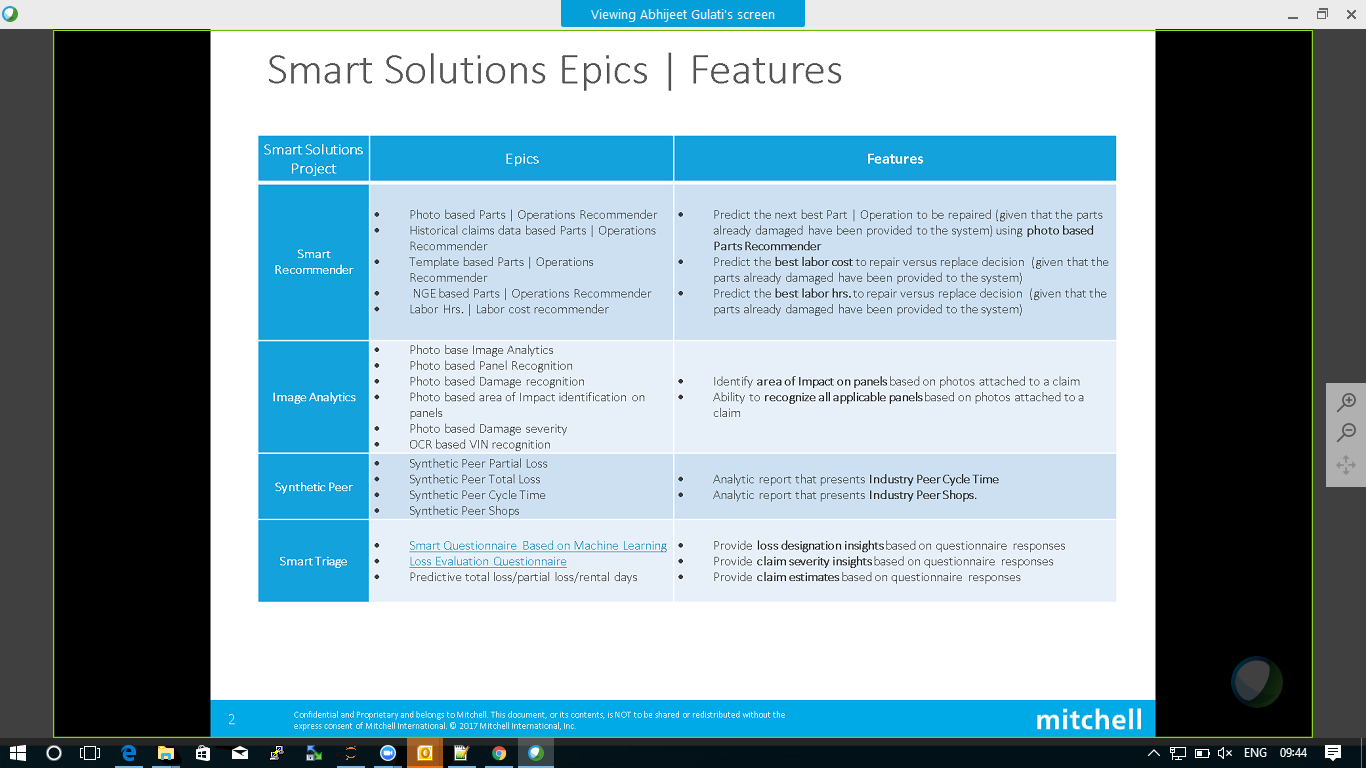 Viewing Abhijeet Gulati's screen
Smart Solutions Epics | Features
Smart Solutions
Project
Epics
Features
Smart
Recommender
• Photo based Parts | Operations Recommender
• Historical claims data based Parts | Operations
Recommender
• Template based Parts | Operations
Recommender
• NGE based Parts | Operations Recommender
• Labor Hrs. | Labor cost recommender
• Predict the next best Part | Operation to be repaired (given that the parts
already damaged have been provided to the system) using photo based
Parts Recommender
• Predict the best labor cost to repair versus replace decision (given that the
parts already damaged have been provided to the system)
• Predict the best labor hrs. to repair versus replace decision (given that the
parts already damaged have been provided to the system)
Image Analytics
• Photo base Image Analytics
• Photo based Panel Recognition
• Photo based Damage recognition
• Photo based area of Impact identification on
panels
• Photo based Damage severity
• OCR based VIN recognition
• Identify area of Impact on panels based on photos attached to a claim
• Ability to recognize all applicable panels based on photos attached to a
claim
Synthetic Peer
• Synthetic Peer Partial Loss
• Synthetic Peer Total Loss
• Synthetic Peer Cycle Time
• Synthetic Peer Shops
• Analytic report that presents Industry Peer Cycle Time
• Analytic report that presents Industry Peer Shops.
Smart Triage
• Smart Questionnaire Based on Machine Learning
• Loss Evaluation Questionnaire
• Predictive total loss/partial loss/rental days
• Provide loss designation insights based on questionnaire responses
• Provide claim severity insights based on questionnaire responses
• Provide claim estimates based on questionnaire responses
2
Confidential and Proprietary and belongs to Mitchell. This document, or its contents, is NOT to be shared or redistributed without the
express consent of Mitchell International. © 2017 Mitchell International, Inc.
mitchell
ENG
09:44